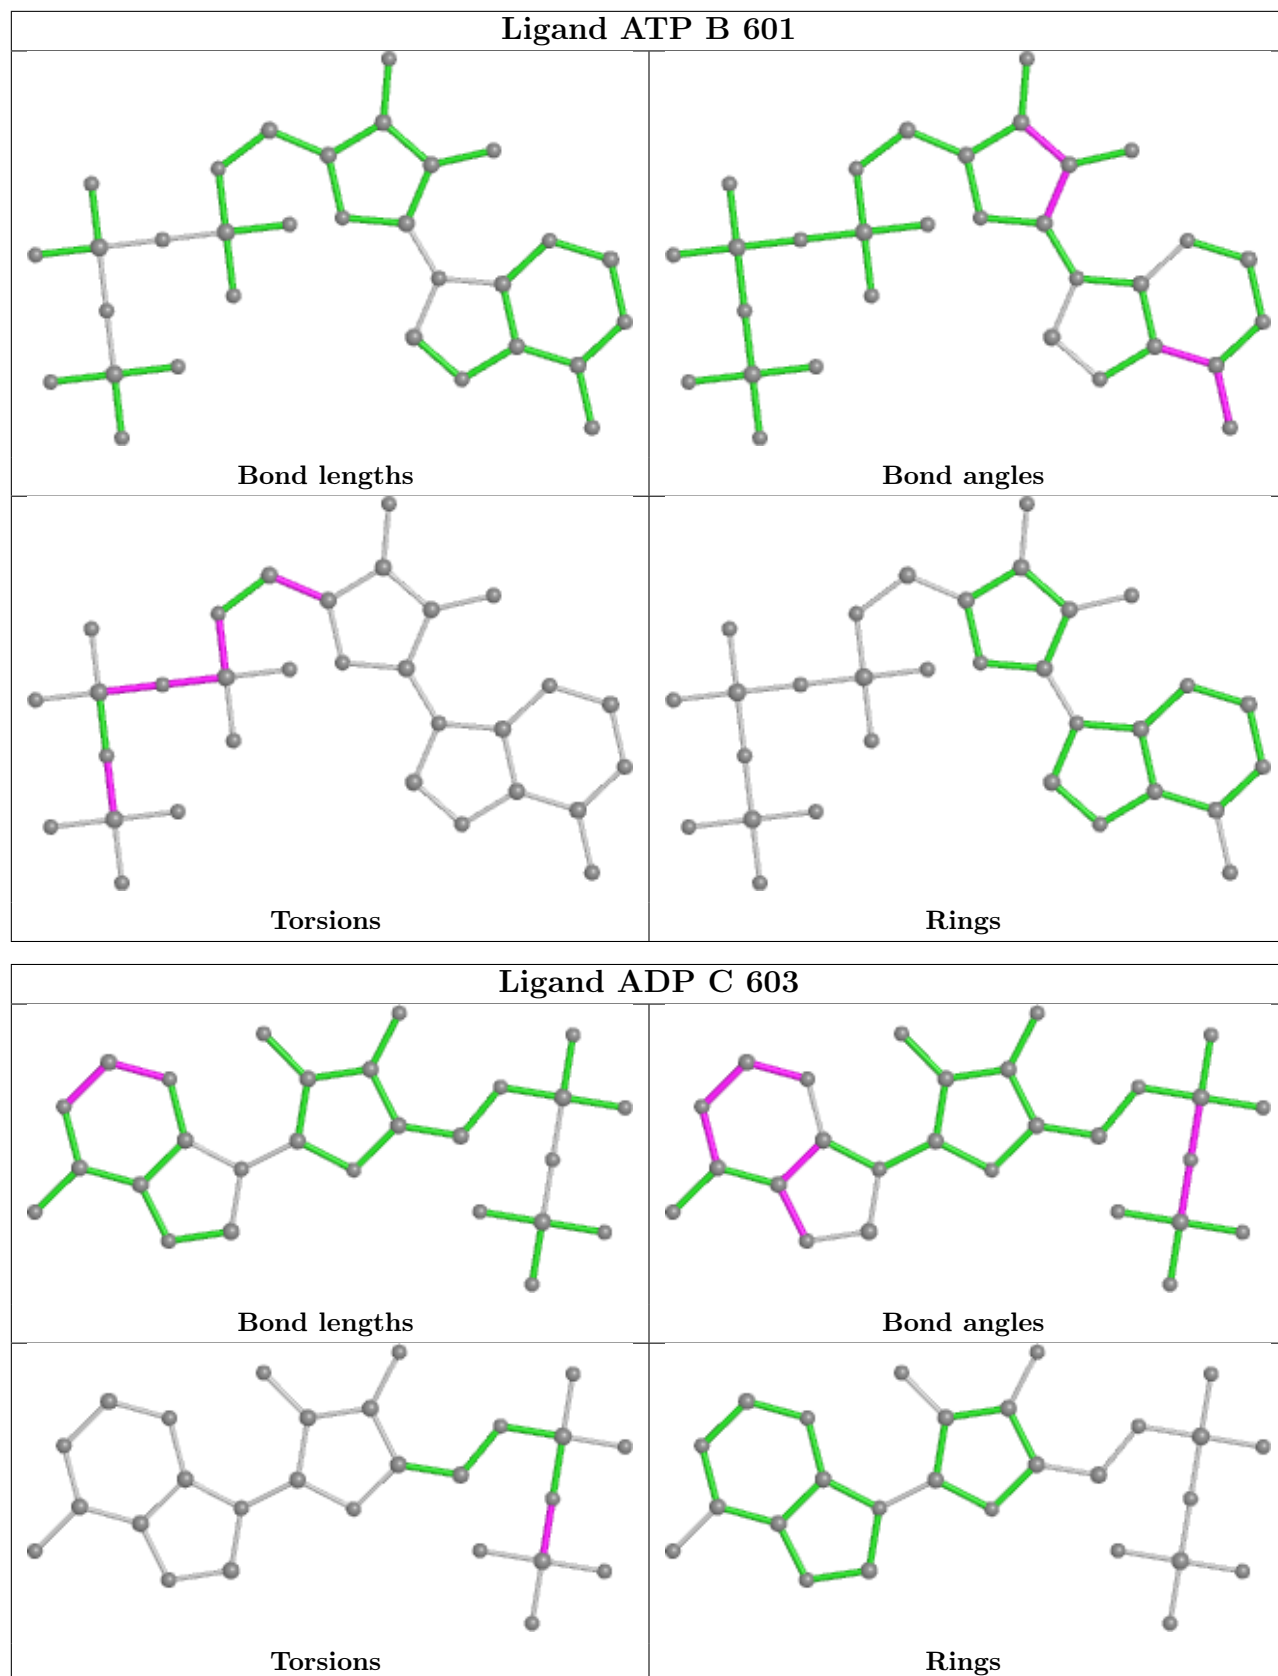 Ligand ATP B 601
Bond lengths
Bond angles
Torsions
Rings
Ligand ADP C 603
Bond lengths
Bond angles
Torsions
Rings